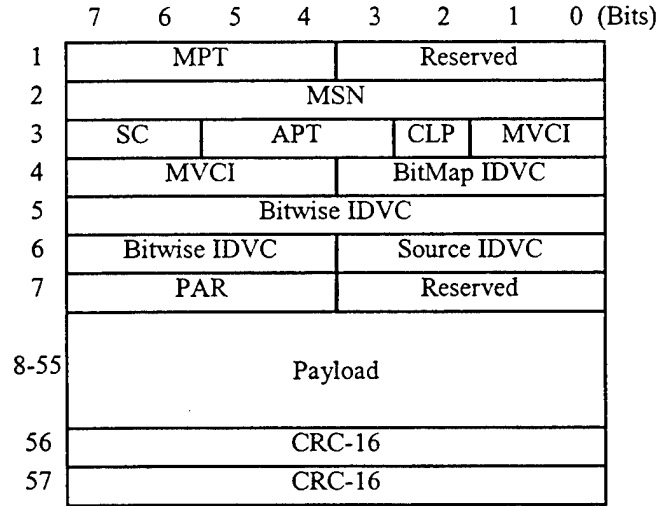 7 6 5 4 3 2 1 0 (Bits)
1 MPT Reserved
2 MSN
3 SC APT CLP MVCI
4 MVCI BitMap IDVC
5 Bitwise IDVC
6 Bitwise IDVC Source IDVC
7 PAR Reserved
8-55 Payload
56 CRC-16
57 CRC-16